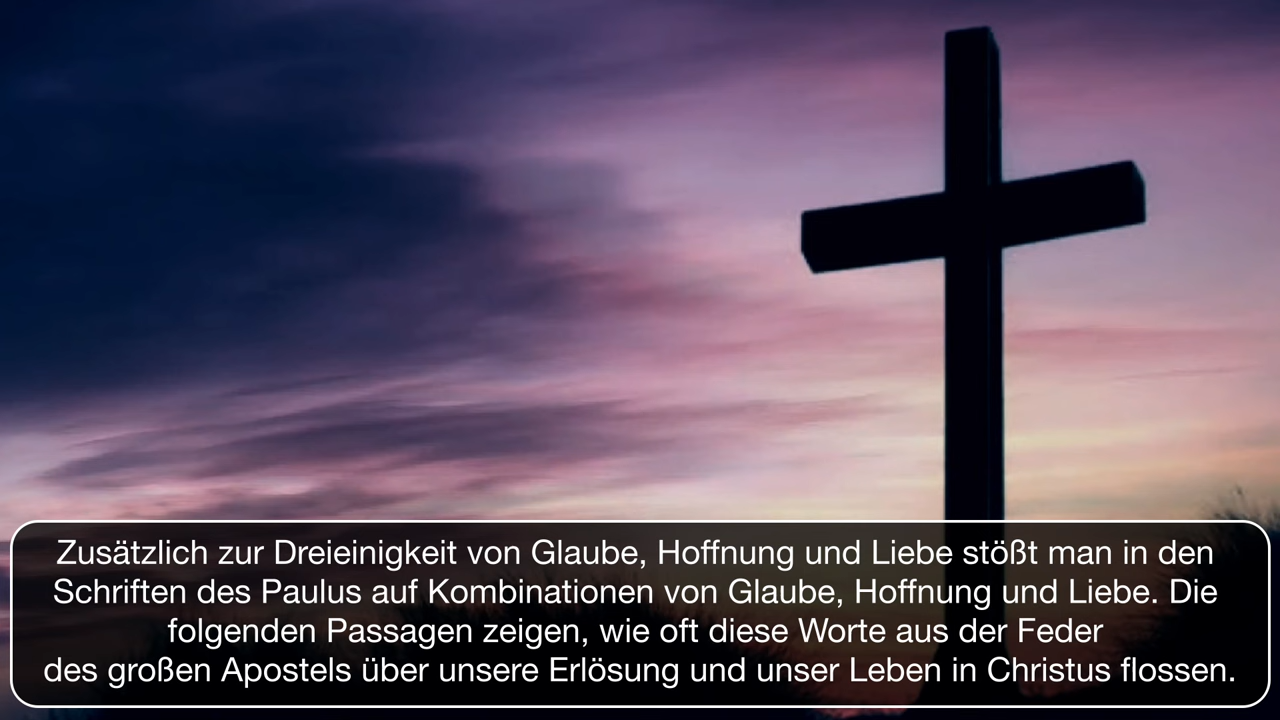 Zusätzlich zur Dreieinigkeit von Glaube, Hoffnung und Liebe stößt man in den
Schriften des Paulus auf Kombinationen von Glaube, Hoffnung und Liebe. Die
folgenden Passagen zeigen, wie oft diese Worte aus der Feder
des großen Apostels über unsere Erlösung und unser Leben in Christus flossen.